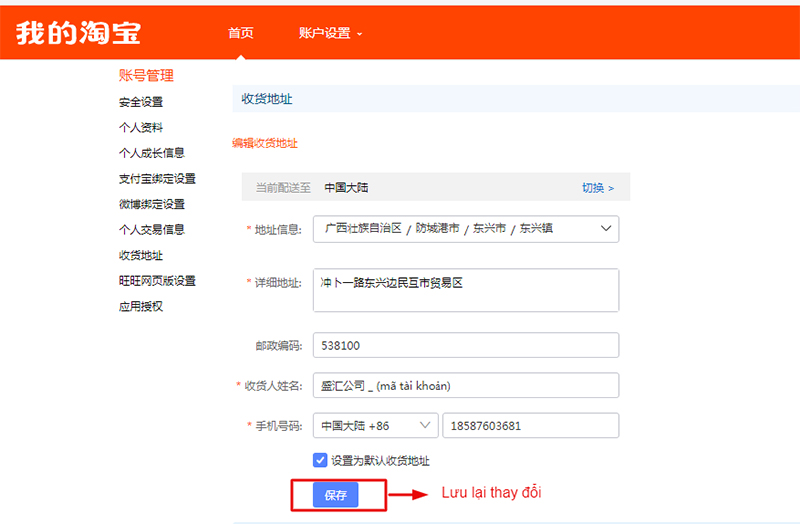 我的淘宝 首页 账户设置
账号管理
安全设置
个人资料
个人成长信息
支付宝绑定设置
微博绑定设置
个人交易信息
收货地址
旺旺网页版设置
应用授权
收货地址
编辑收货地址
当前配送至 中国大陆 切换 >
* 地址信息: 广西壮族自治区 / 防城港市 / 东兴市 / 东兴镇
* 详细地址: 冲卜一路东兴边民互市贸易区
邮政编码: 538100
* 收货人姓名: 盛汇公司 _ (mã tài khoản)
* 手机号码: 中国大陆 +86 18587603681
设置为默认收货地址
保存 Lưu lại thay đổi